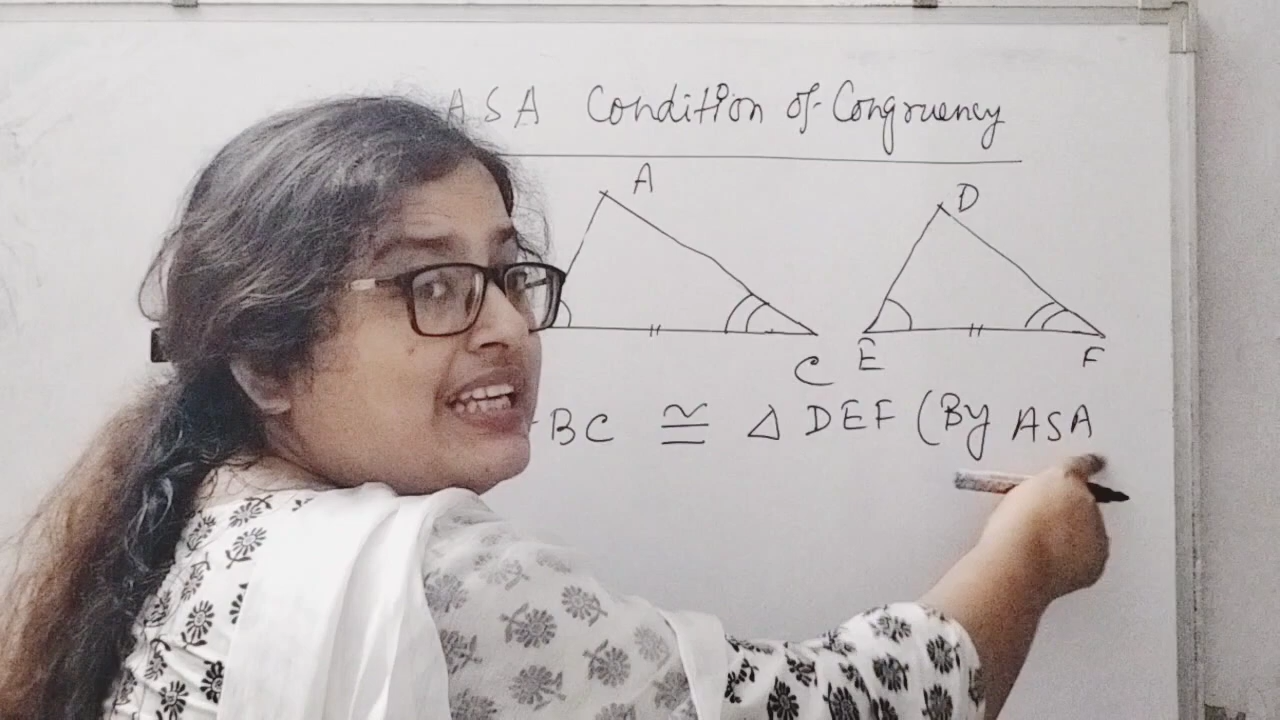 ASA Condition of Congruency
A D
C E F
BC ≅ △ DEF (By ASA